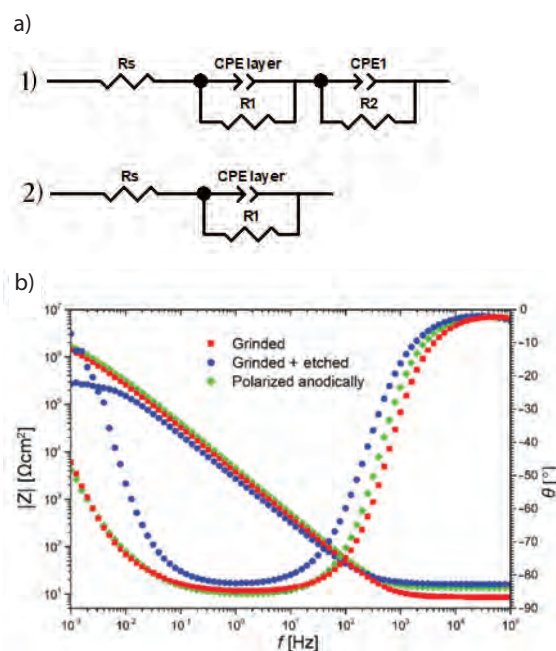 a)
1)
Rs
CPE layer
CPE1
R1
R2
2)
Rs
CPE layer
R1
b)
|Z| [Ωcm²]
10⁷
10⁶
10⁵
10⁴
10³
10²
10¹
Grinded
Grinded + etched
Polarized anodically
0
-10
-20
-30
-40
-50
-60
-70
-80
-90
θ [°]
10⁻³ 10⁻² 10⁻¹ 10⁰ 10¹ 10² 10³ 10⁴ 10⁵
f [Hz]